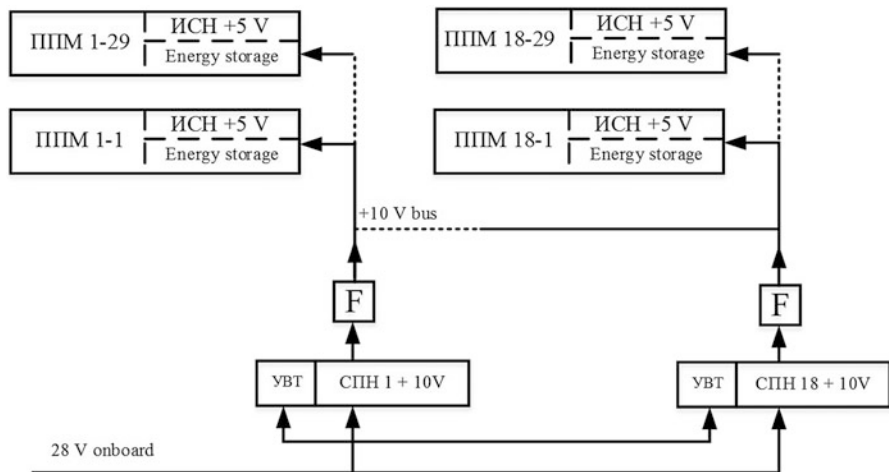 ППМ 1-29
ИСН +5 V
Energy storage
ППМ 18-29
ИСН +5 V
Energy storage
ППМ 1-1
ИСН +5 V
Energy storage
ППМ 18-1
ИСН +5 V
Energy storage
+10 V bus
F
F
УВТ
СПН 1 + 10V
УВТ
СПН 18 + 10V
28 V onboard